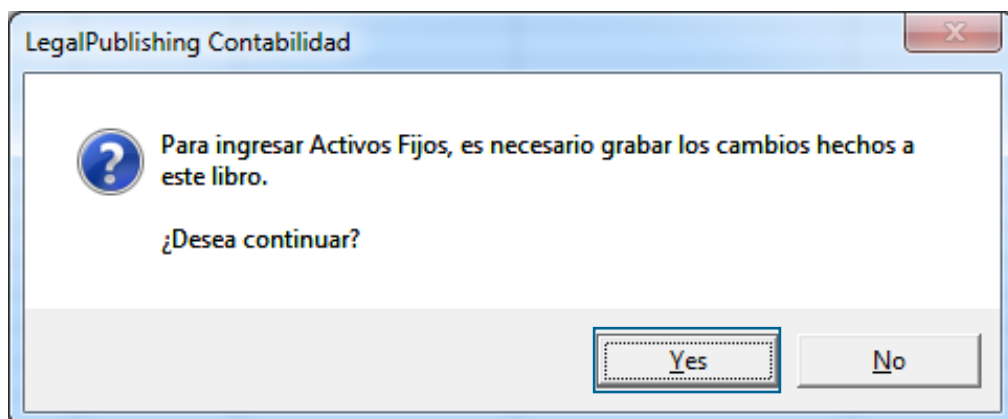 LegalPublishing Contabilidad
Para ingresar Activos Fijos, es necesario grabar los cambios hechos a
este libro.
¿Desea continuar?
Yes
No